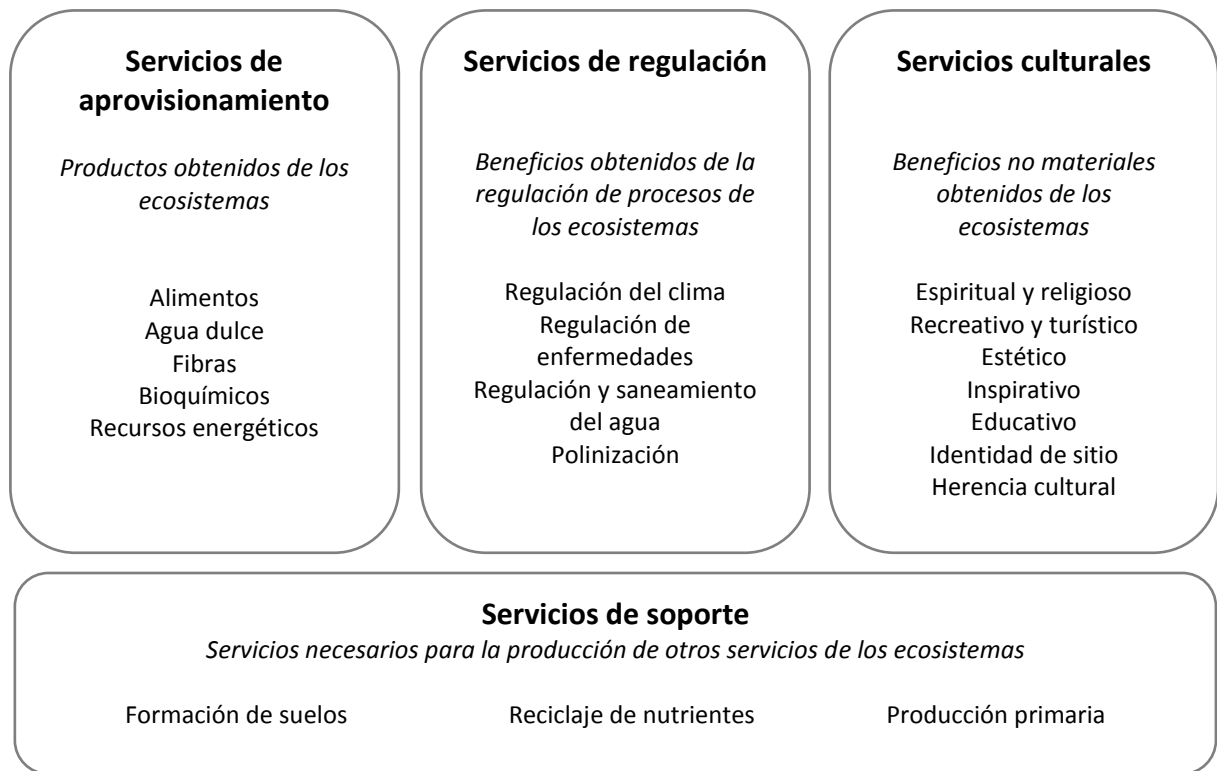 Servicios de
aprovisionamiento
Productos obtenidos de los
ecosistemas
Alimentos
Agua dulce
Fibras
Bioquímicos
Recursos energéticos
Servicios de regulación
Beneficios obtenidos de la
regulación de procesos de
los ecosistemas
Regulación del clima
Regulación de
enfermedades
Regulación y saneamiento
del agua
Polinización
Servicios culturales
Beneficios no materiales
obtenidos de los
ecosistemas
Espiritual y religioso
Recreativo y turístico
Estético
Inspirativo
Educativo
Identidad de sitio
Herencia cultural
Servicios de soporte
Servicios necesarios para la producción de otros servicios de los ecosistemas
Formación de suelos Reciclaje de nutrientes Producción primaria